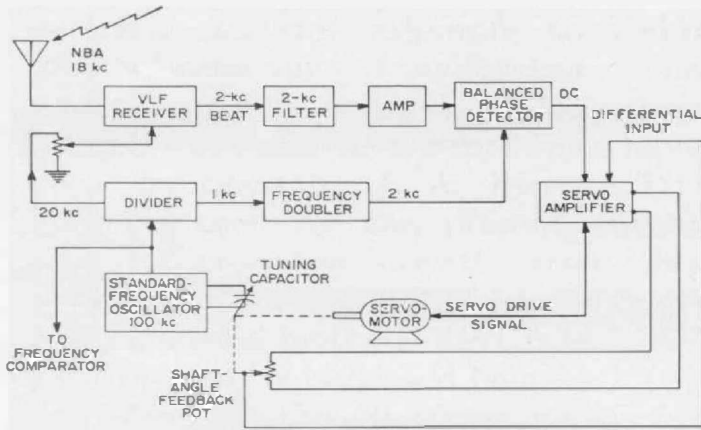 NBA
18 kc
VLF
RECEIVER
2-kc
BEAT
2-kc
FILTER
AMP
BALANCED
PHASE
DETECTOR
DC
DIFFERENTIAL
INPUT
20 kc
DIVIDER
1 kc
FREQUENCY
DOUBLER
2 kc
SERVO
AMPLIFIER
STANDARD-
FREQUENCY
OSCILLATOR
100 kc
TUNING
CAPACITOR
SERVO-
MOTOR
SERVO DRIVE
SIGNAL
TO
FREQUENCY
COMPARATOR
SHAFT-
ANGLE
FEEDBACK
POT